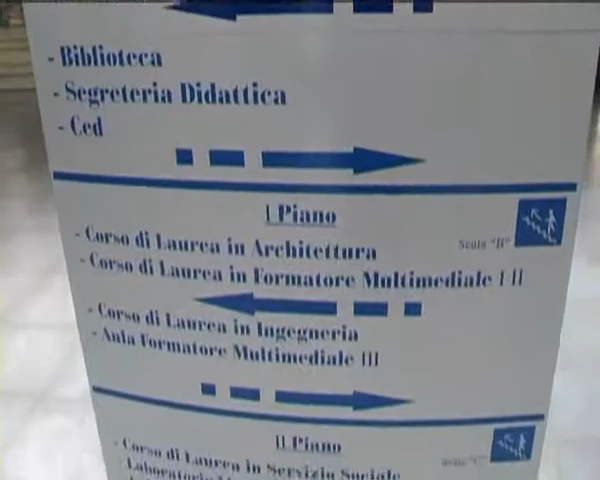 - Biblioteca
- Segreteria Didattica
- Ced
I Piano
Scala "B"
- Corso di Laurea in Architettura
- Corso di Laurea in Formatore Multimediale I-II
- Corso di Laurea in Ingegneria
- Aula Formatore Multimediale III
II Piano
- Corso di Laurea in Servizio Sociale